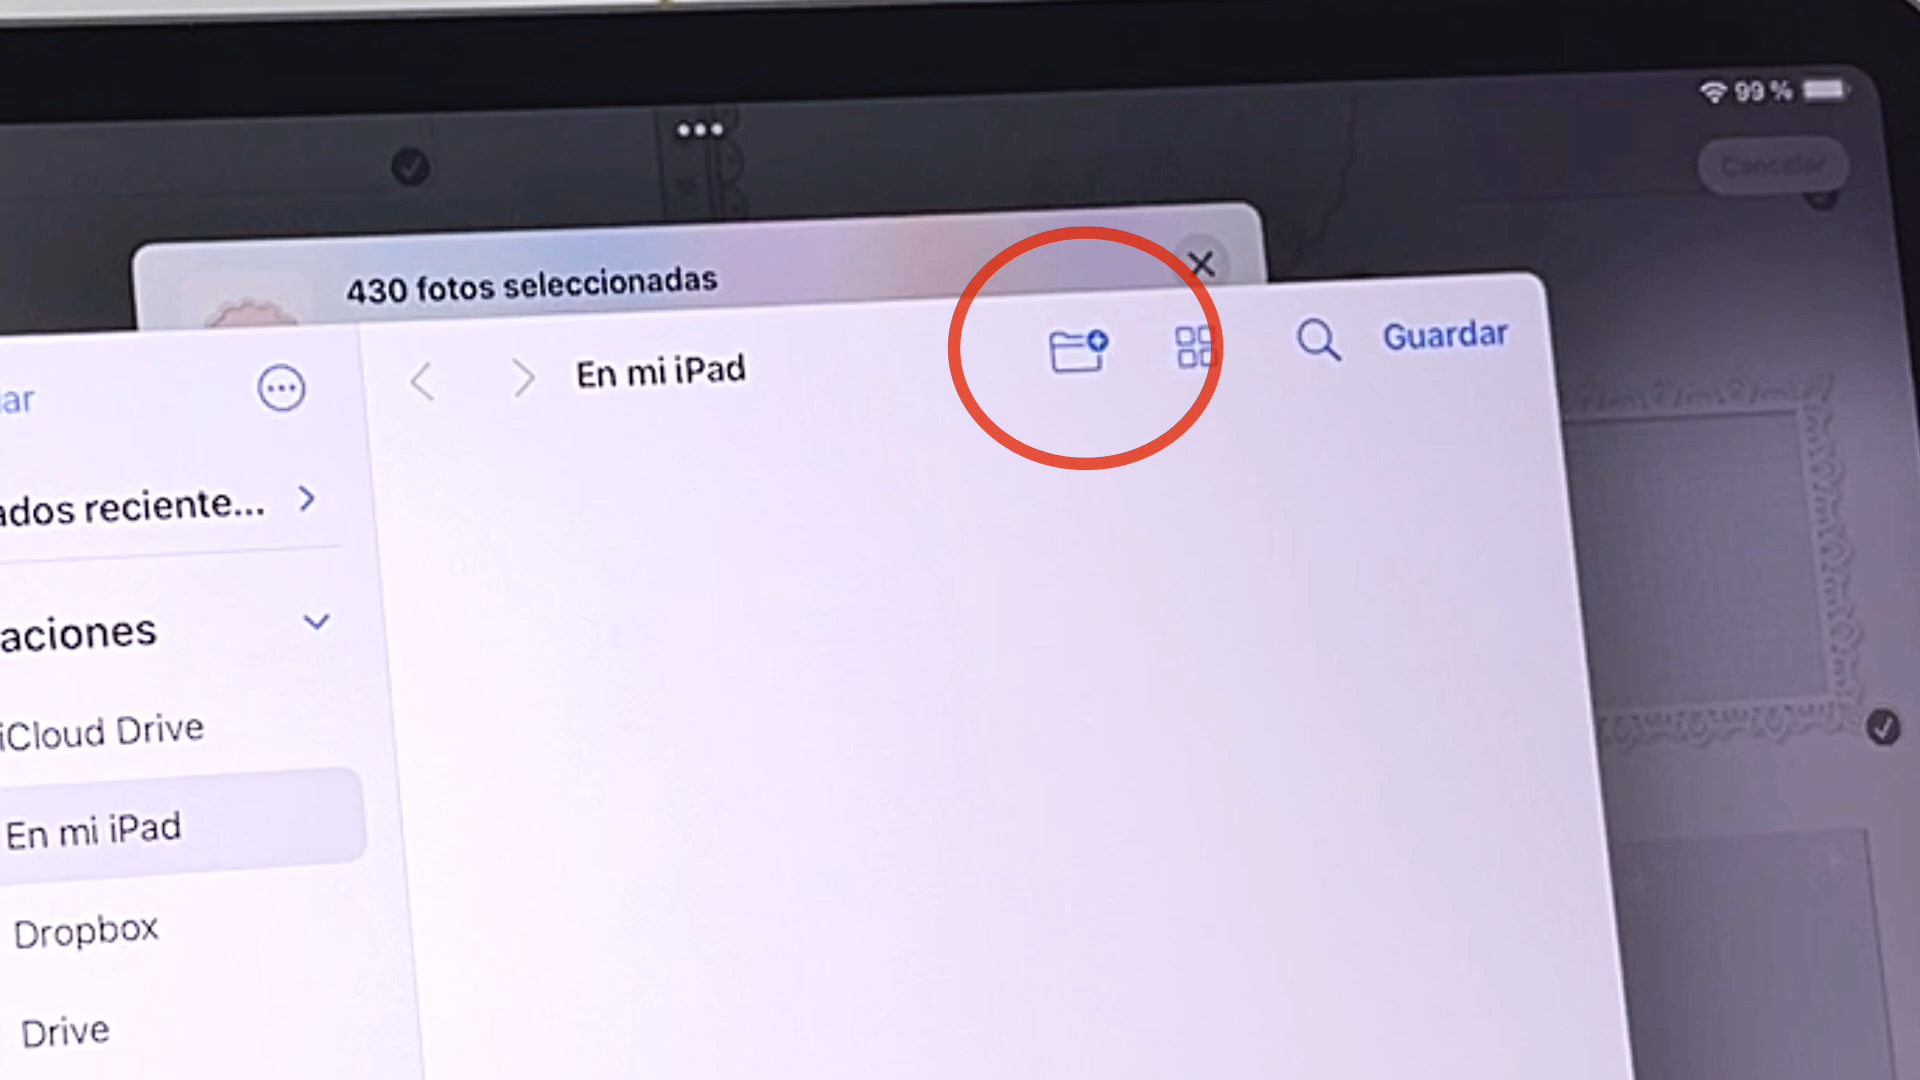 99 %
Cancelar
430 fotos seleccionadas
ar
En mi iPad
Guardar
ados reciente...
aciones
iCloud Drive
En mi iPad
Dropbox
Drive